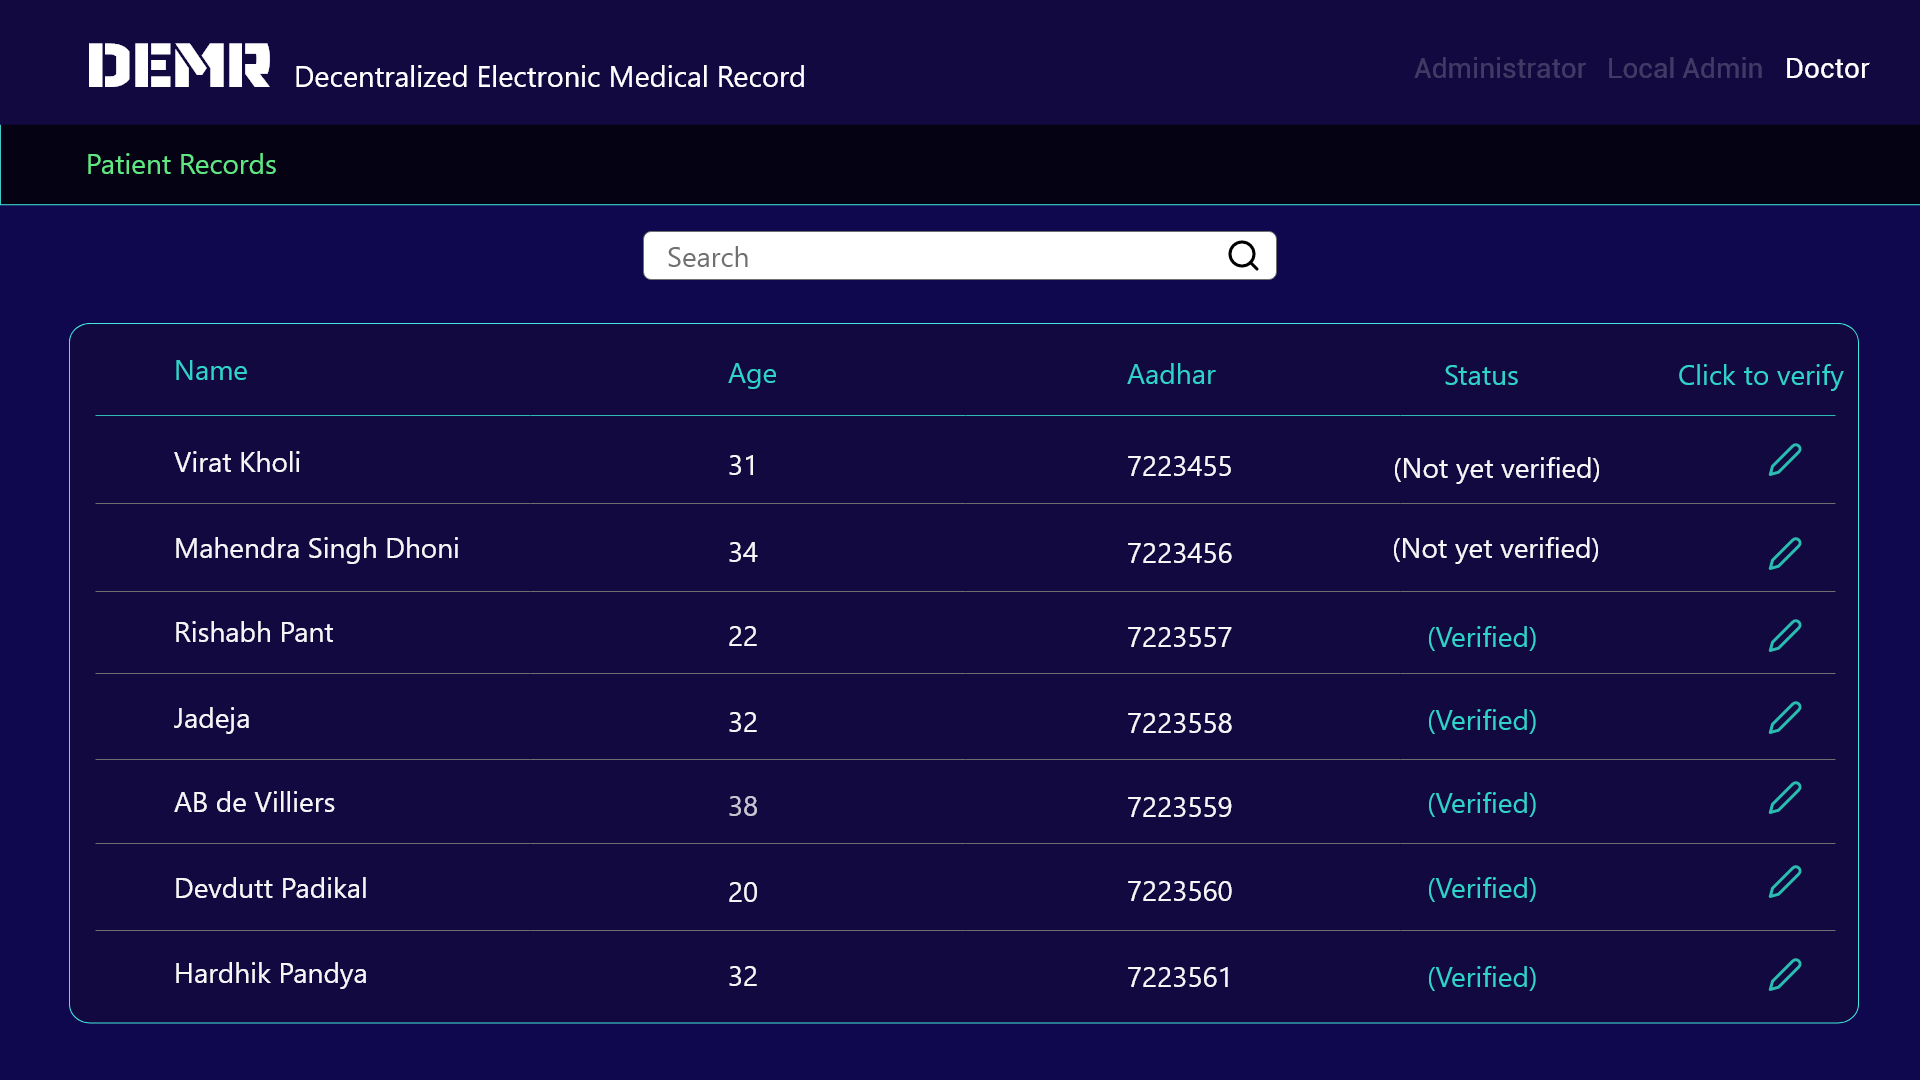 DEMR Decentralized Electronic Medical Record Administrator Local Admin Doctor
Patient Records
Search
Name Age Aadhar Status Click to verify
Virat Kholi 31 7223455 (Not yet verified)
Mahendra Singh Dhoni 34 7223456 (Not yet verified)
Rishabh Pant 22 7223557 (Verified)
Jadeja 32 7223558 (Verified)
AB de Villiers 38 7223559 (Verified)
Devdutt Padikal 20 7223560 (Verified)
Hardhik Pandya 32 7223561 (Verified)